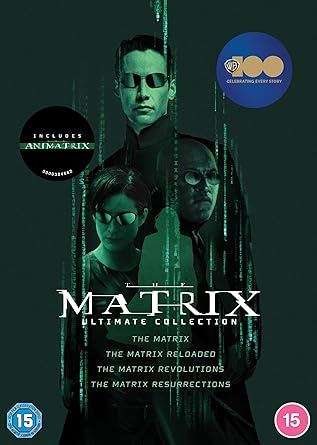 WB
100
CELEBRATING EVERY STORY
INCLUDES
ANIMATRIX
THE
MATRIX
ULTIMATE COLLECTION
THE MATRIX
THE MATRIX RELOADED
THE MATRIX REVOLUTIONS
THE MATRIX RESURRECTIONS
15
15